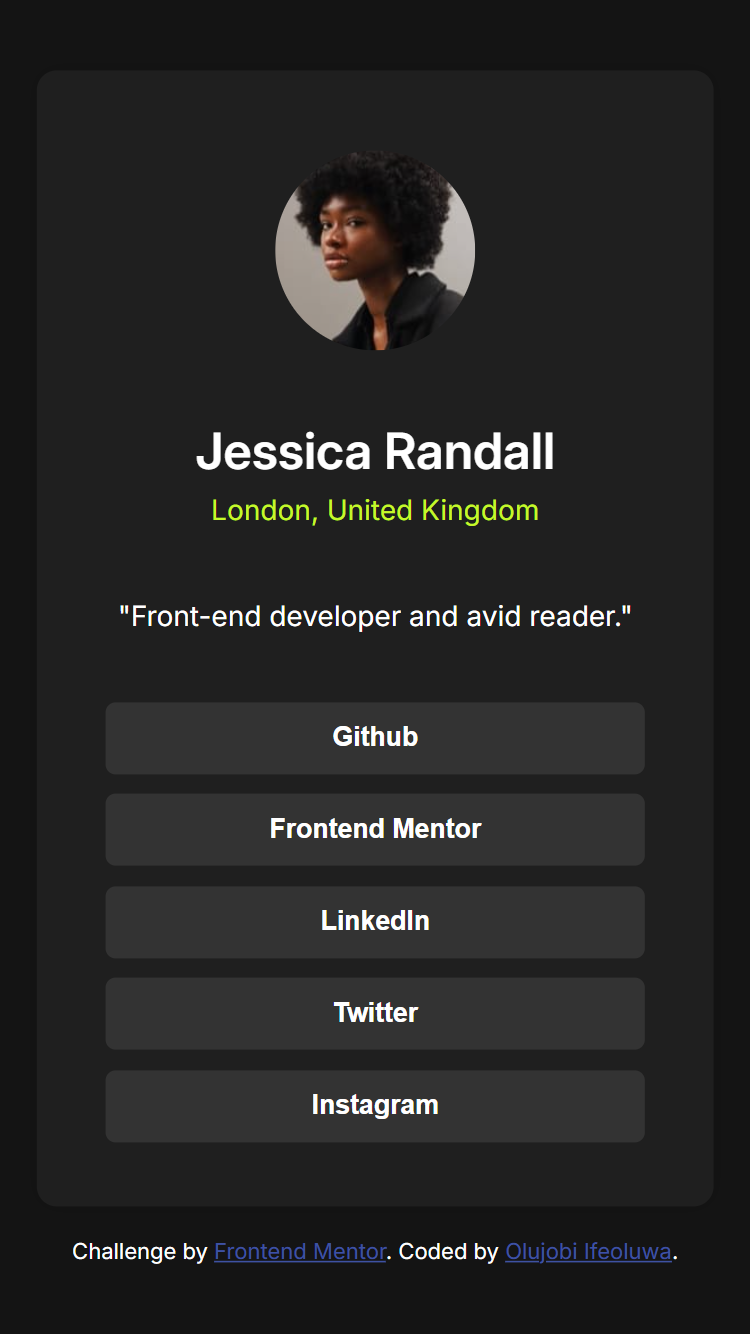 Jessica Randall
London, United Kingdom
"Front-end developer and avid reader."
Github
Frontend Mentor
LinkedIn
Twitter
Instagram
Challenge by Frontend Mentor. Coded by Olujobi Ifeoluwa.